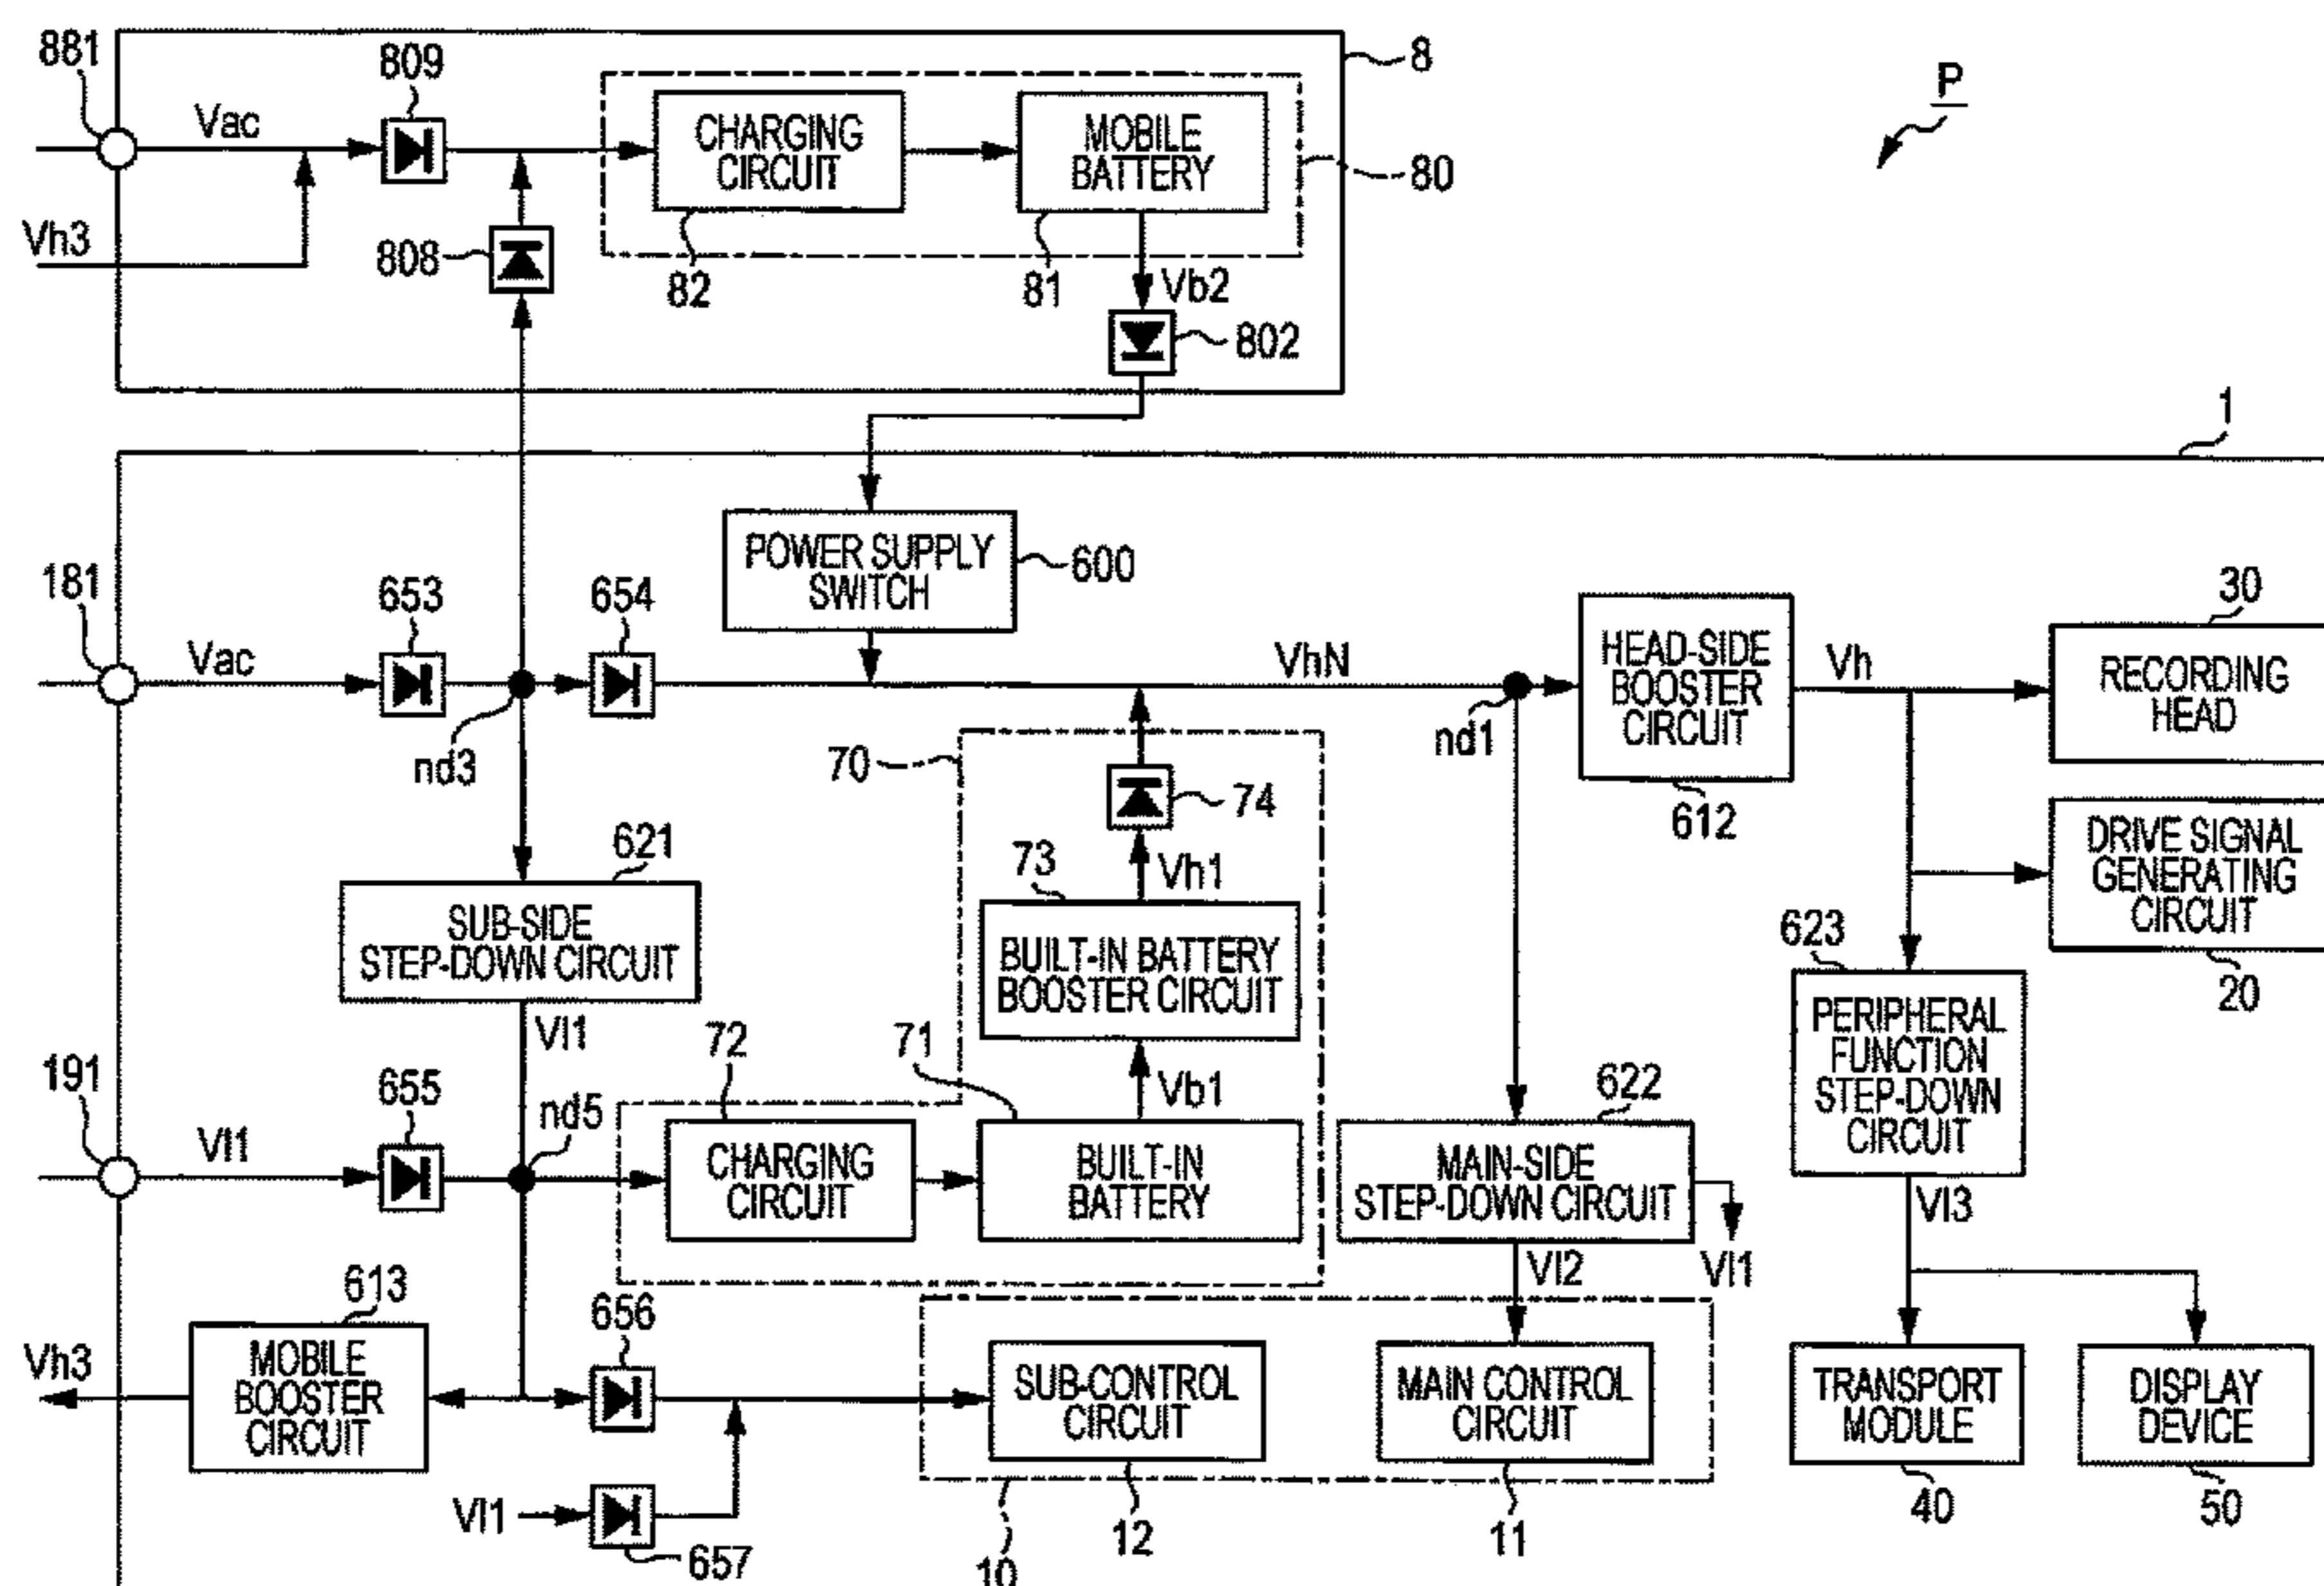 881
809
8
P
Vac
CHARGING
CIRCUIT
MOBILE
BATTERY
80
Vh3
808
82
81
Vb2
802
1
POWER SUPPLY
SWITCH
600
181
653
654
30
Vac
VhN
HEAD-SIDE
BOOSTER
CIRCUIT
Vh
RECORDING
HEAD
nd3
70
nd1
74
612
621
73
Vh1
DRIVE SIGNAL
GENERATING
CIRCUIT
SUB-SIDE
STEP-DOWN CIRCUIT
BUILT-IN BATTERY
BOOSTER CIRCUIT
623
20
Vl1
72
71
PERIPHERAL
FUNCTION
STEP-DOWN
CIRCUIT
191
655
nd5
Vb1
622
Vl1
CHARGING
CIRCUIT
BUILT-IN
BATTERY
MAIN-SIDE
STEP-DOWN CIRCUIT
Vl3
613
656
Vl2
Vl1
Vh3
MOBILE
BOOSTER
CIRCUIT
SUB-CONTROL
CIRCUIT
MAIN CONTROL
CIRCUIT
TRANSPORT
MODULE
DISPLAY
DEVICE
Vl1
657
10
12
11
40
50